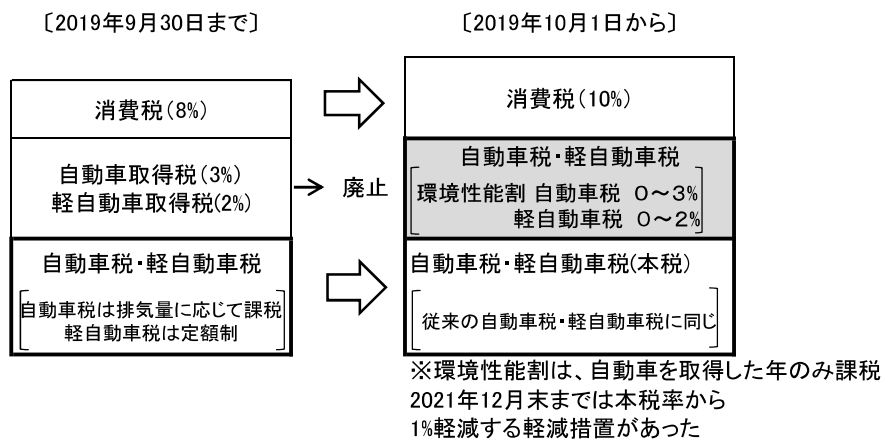 〔2019年9月30日まで〕
消費税(8%)
自動車取得税(3%)
軽自動車取得税(2%)
廃止
自動車税・軽自動車税
自動車税は排気量に応じて課税
軽自動車税は定額制
〔2019年10月1日から〕
消費税(10%)
自動車税・軽自動車税
環境性能割 自動車税 0～3%
軽自動車税 0～2%
自動車税・軽自動車税(本税)
従来の自動車税・軽自動車税に同じ
※環境性能割は、自動車を取得した年のみ課税
2021年12月末までは本税率から
1%軽減する軽減措置があった